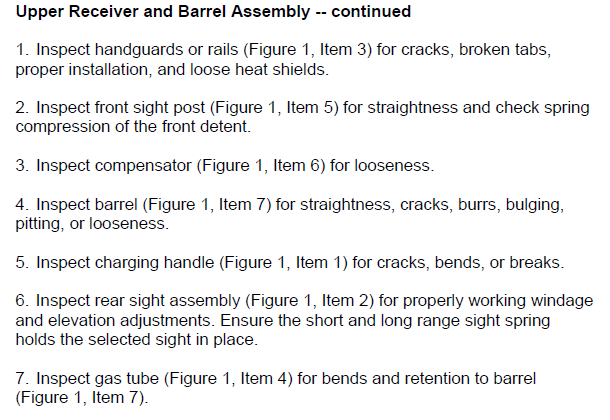 Upper Receiver and Barrel Assembly -- continued
1. Inspect handguards or rails (Figure 1, Item 3) for cracks, broken tabs,
proper installation, and loose heat shields.
2. Inspect front sight post (Figure 1, Item 5) for straightness and check spring
compression of the front detent.
3. Inspect compensator (Figure 1, Item 6) for looseness.
4. Inspect barrel (Figure 1, Item 7) for straightness, cracks, burrs, bulging,
pitting, or looseness.
5. Inspect charging handle (Figure 1, Item 1) for cracks, bends, or breaks.
6. Inspect rear sight assembly (Figure 1, Item 2) for properly working windage
and elevation adjustments. Ensure the short and long range sight spring
holds the selected sight in place.
7. Inspect gas tube (Figure 1, Item 4) for bends and retention to barrel
(Figure 1, Item 7).